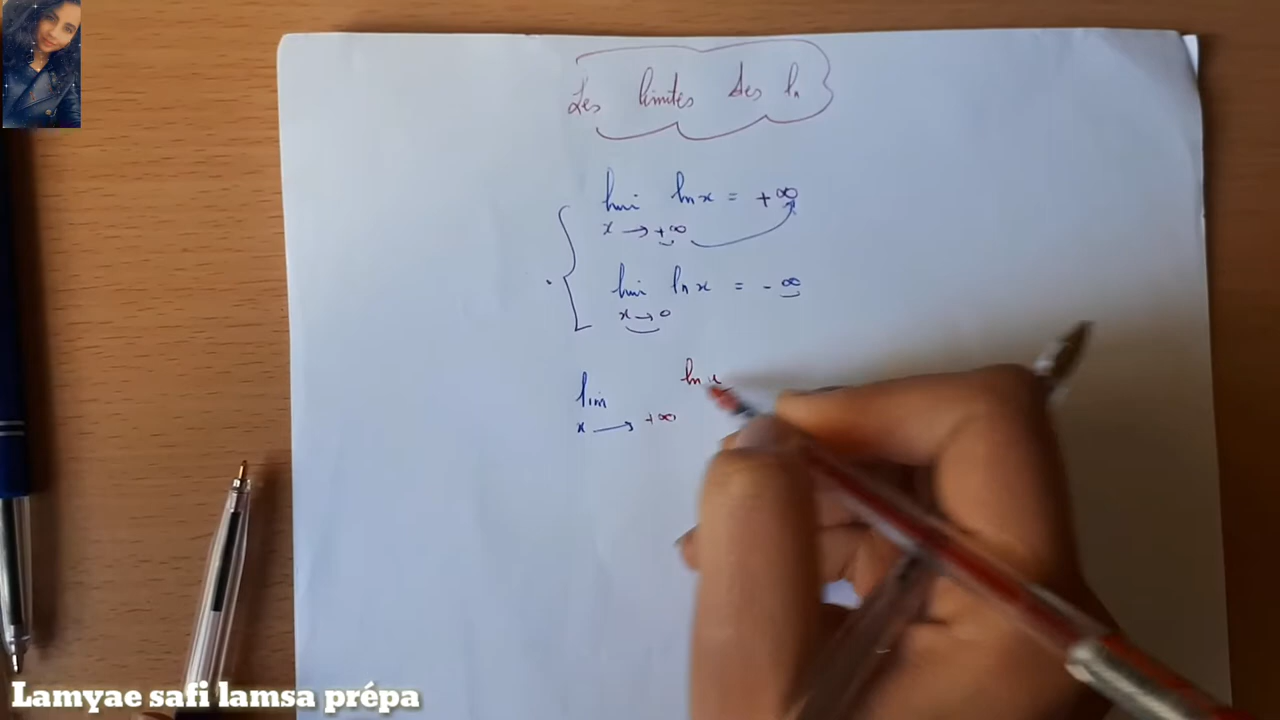 Les limites des ln
lim ln x = +∞
x → +∞
lim ln x = -∞
x → 0
lim ln x
x → +∞
Lamyae safi lamsa prépa